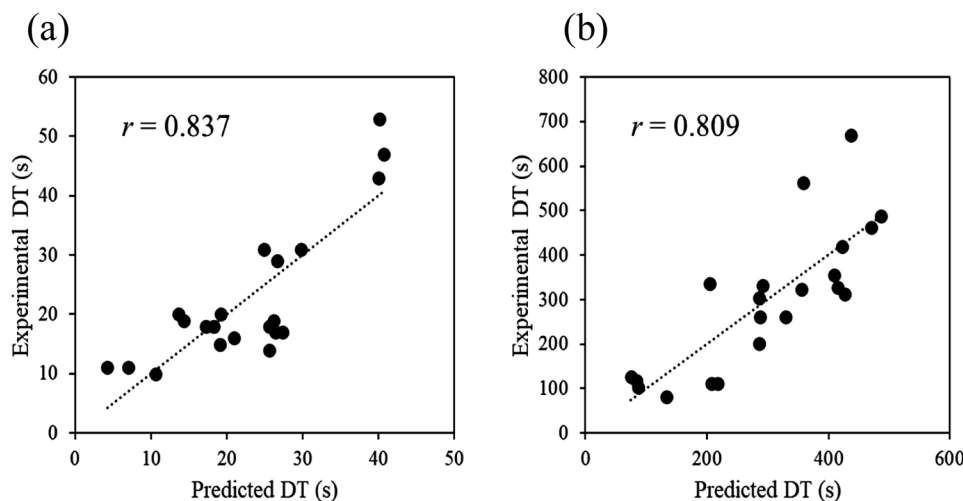 (a)
60
50
40
30
20
10
0
Experimental DT (s)
r = 0.837
0 10 20 30 40 50
Predicted DT (s)
(b)
800
700
600
500
400
300
200
100
0
Experimental DT (s)
r = 0.809
0 200 400 600
Predicted DT (s)